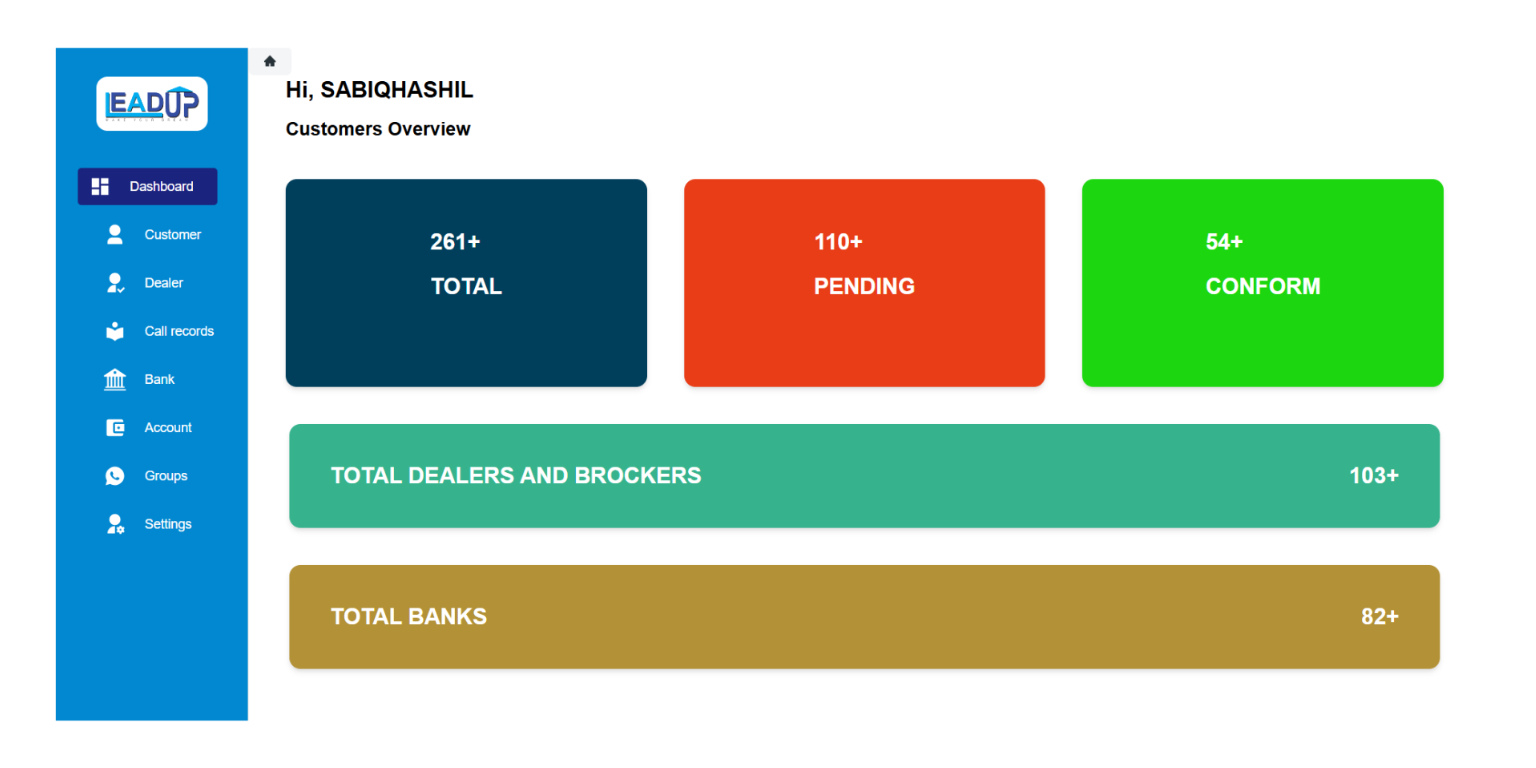 LEADUP
Dashboard
Customer
Dealer
Call records
Bank
Account
Groups
Settings
Hi, SABIQHASHIL
Customers Overview
261+
TOTAL
110+
PENDING
54+
CONFORM
TOTAL DEALERS AND BROCKERS 103+
TOTAL BANKS 82+